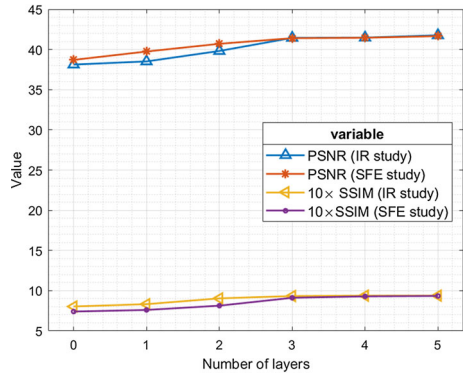 45
40
35
30
25
20
15
10
5
Value
0 1 2 3 4 5
Number of layers
variable
PSNR (IR study)
PSNR (SFE study)
10× SSIM (IR study)
10×SSIM (SFE study)